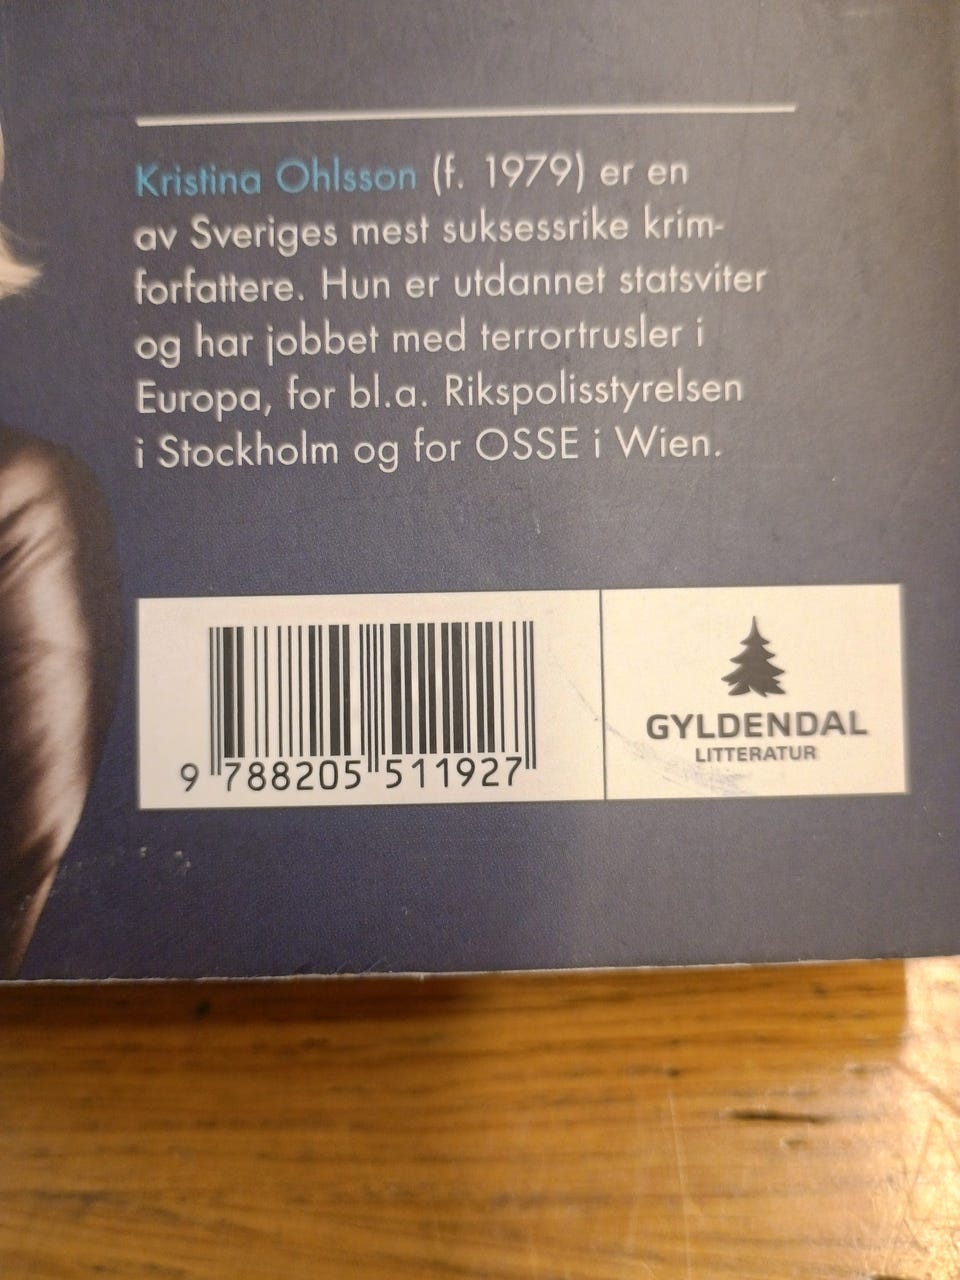 Kristina Ohlsson (f. 1979) er en
av Sveriges mest suksessrike krim-
forfattere. Hun er utdannet statsviter
og har jobbet med terrortrusler i
Europa, for bl.a. Rikspolisstyrelsen
i Stockholm og for OSSE i Wien.
9 788205 511927
GYLDENDAL
LITTERATUR